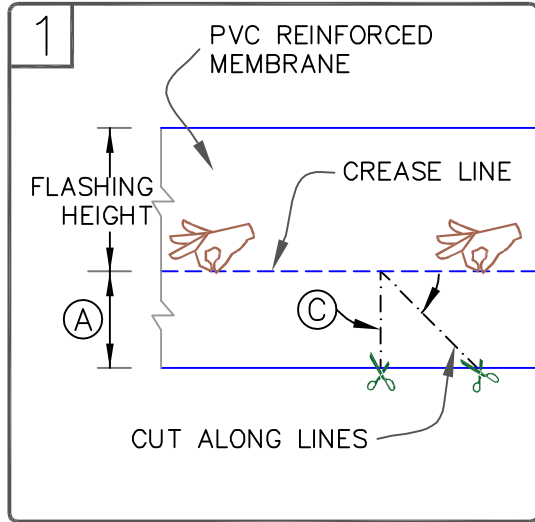 1
PVC REINFORCED
MEMBRANE
CREASE LINE
FLASHING
HEIGHT
A
C
CUT ALONG LINES